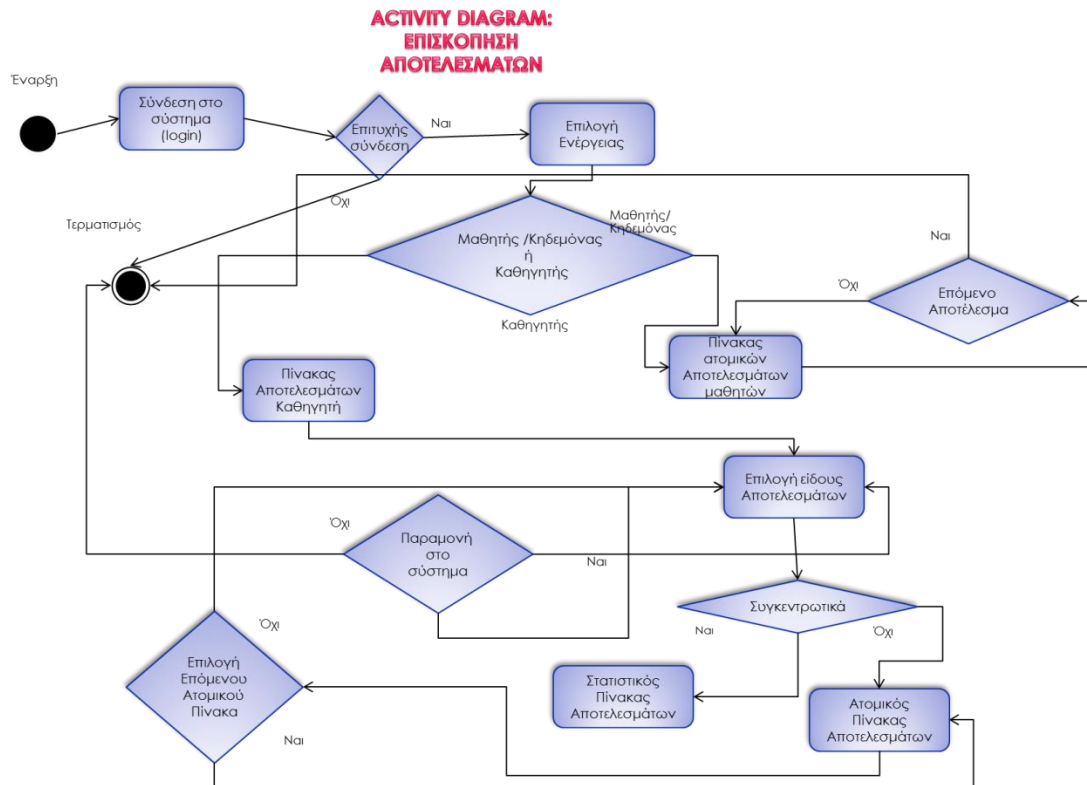 ACTIVITY DIAGRAM:
ΕΠΙΣΚΟΠΗΣΗ
ΑΠΟΤΕΛΕΣΜΑΤΩΝ
Έναρξη
Σύνδεση στο
σύστημα
(login)
Επιτυχής
σύνδεση
Ναι
Επιλογή
Ενέργειας
Όχι
Τερματισμός
Μαθητής/
Κηδεμόνας
Μαθητής /Κηδεμόνας
ή
Καθηγητής
Καθηγητής
Ναι
Όχι
Επόμενο
Αποτέλεσμα
Πίνακας
ατομικών
Αποτελεσμάτων
μαθητών
Πίνακας
Αποτελεσμάτων
Καθηγητή
Επιλογή είδους
Αποτελεσμάτων
Όχι
Παραμονή
στο
σύστημα
Ναι
Συγκεντρωτικά
Ναι
Όχι
Όχι
Επιλογή
Επόμενου
Ατομικού
Πίνακα
Ναι
Στατιστικός
Πίνακας
Αποτελεσμάτων
Ατομικός
Πίνακας
Αποτελεσμάτων